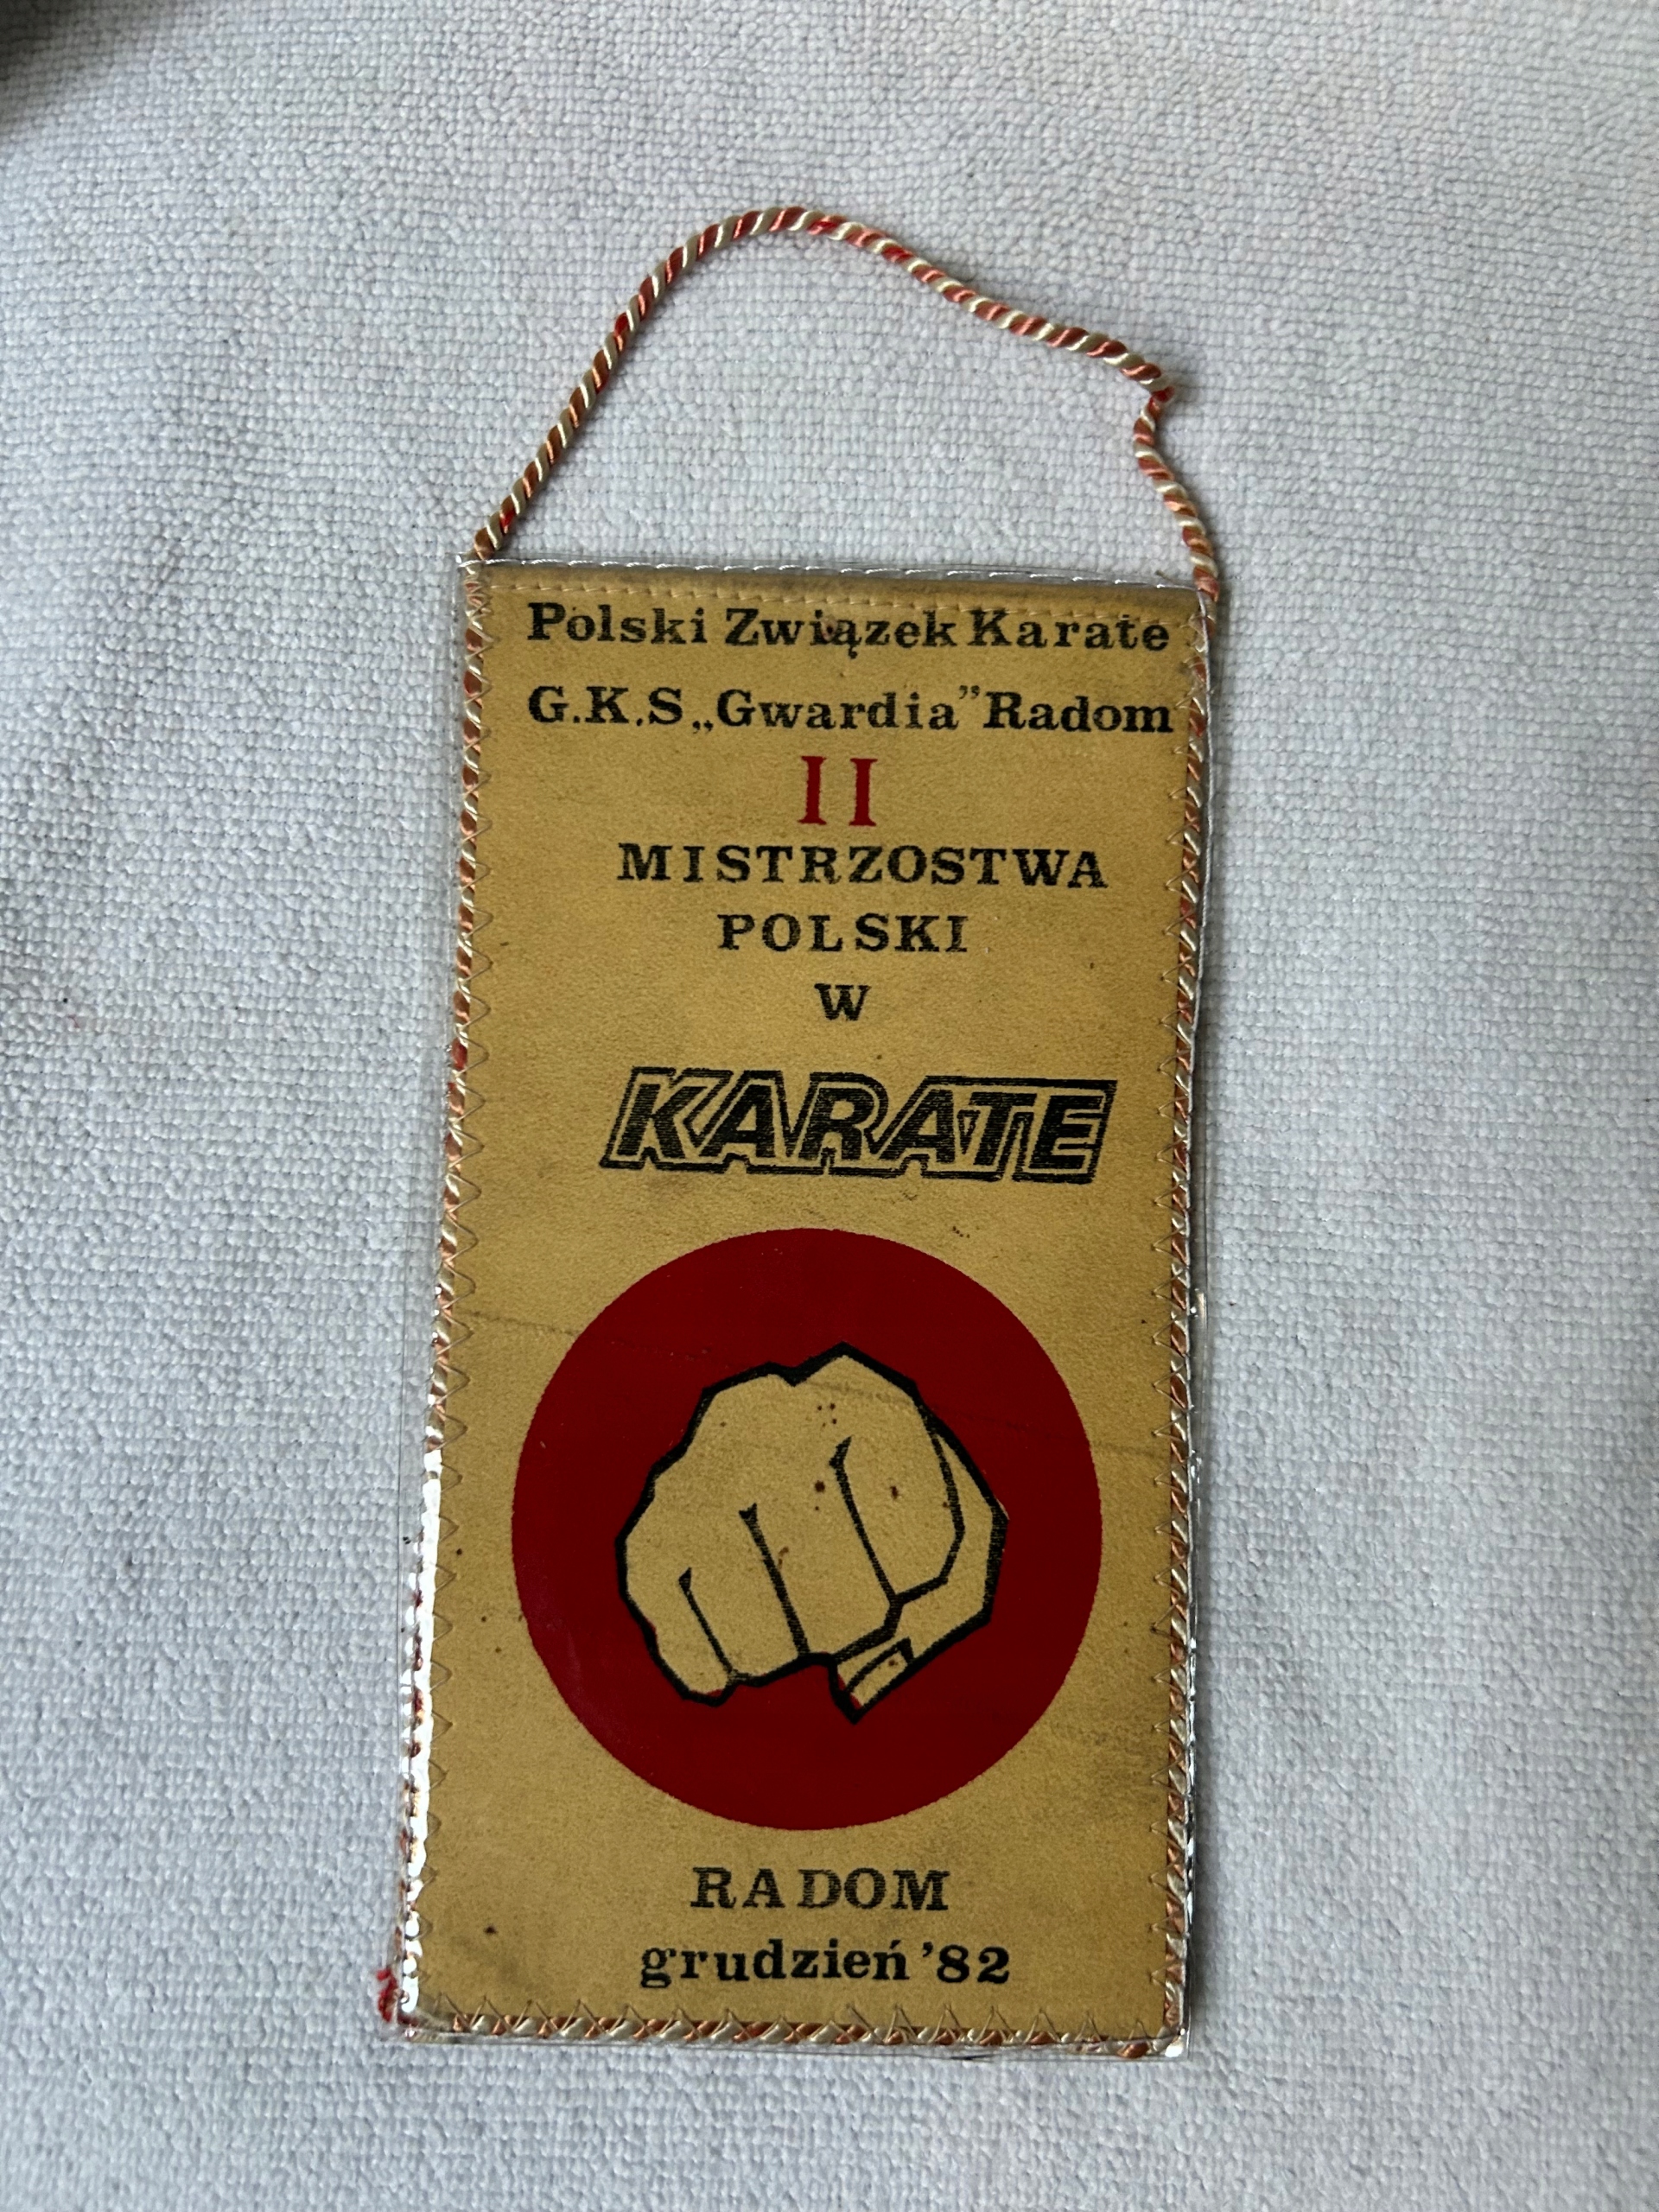 Polski Związek Karate
G.K.S „Gwardia” Radom
II
MISTRZOSTWA
POLSKI
W
KARATE
RADOM
grudzień ’82